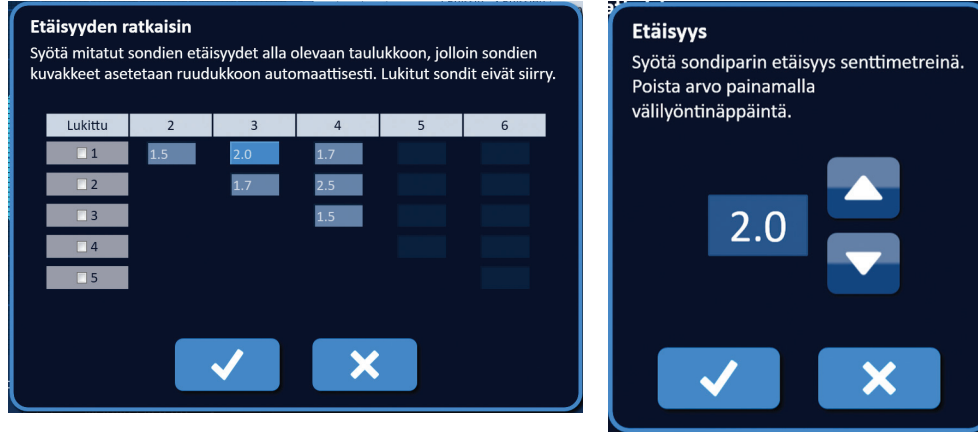 Etäisyyden ratkaisin
Syötä mitatut sondien etäisyydet alla olevaan taulukkoon, jolloin sondien
kuvakkeet asetetaan ruudukkoon automaattisesti. Lukitut sondit eivät siirry.
Lukittu 2 3 4 5 6
1 1.5 2.0 1.7
2 1.7 2.5
3 1.5
4
5
Etäisyys
Syötä sondiparin etäisyys senttimetreinä.
Poista arvo painamalla
välilyöntinäppäintä.
2.0